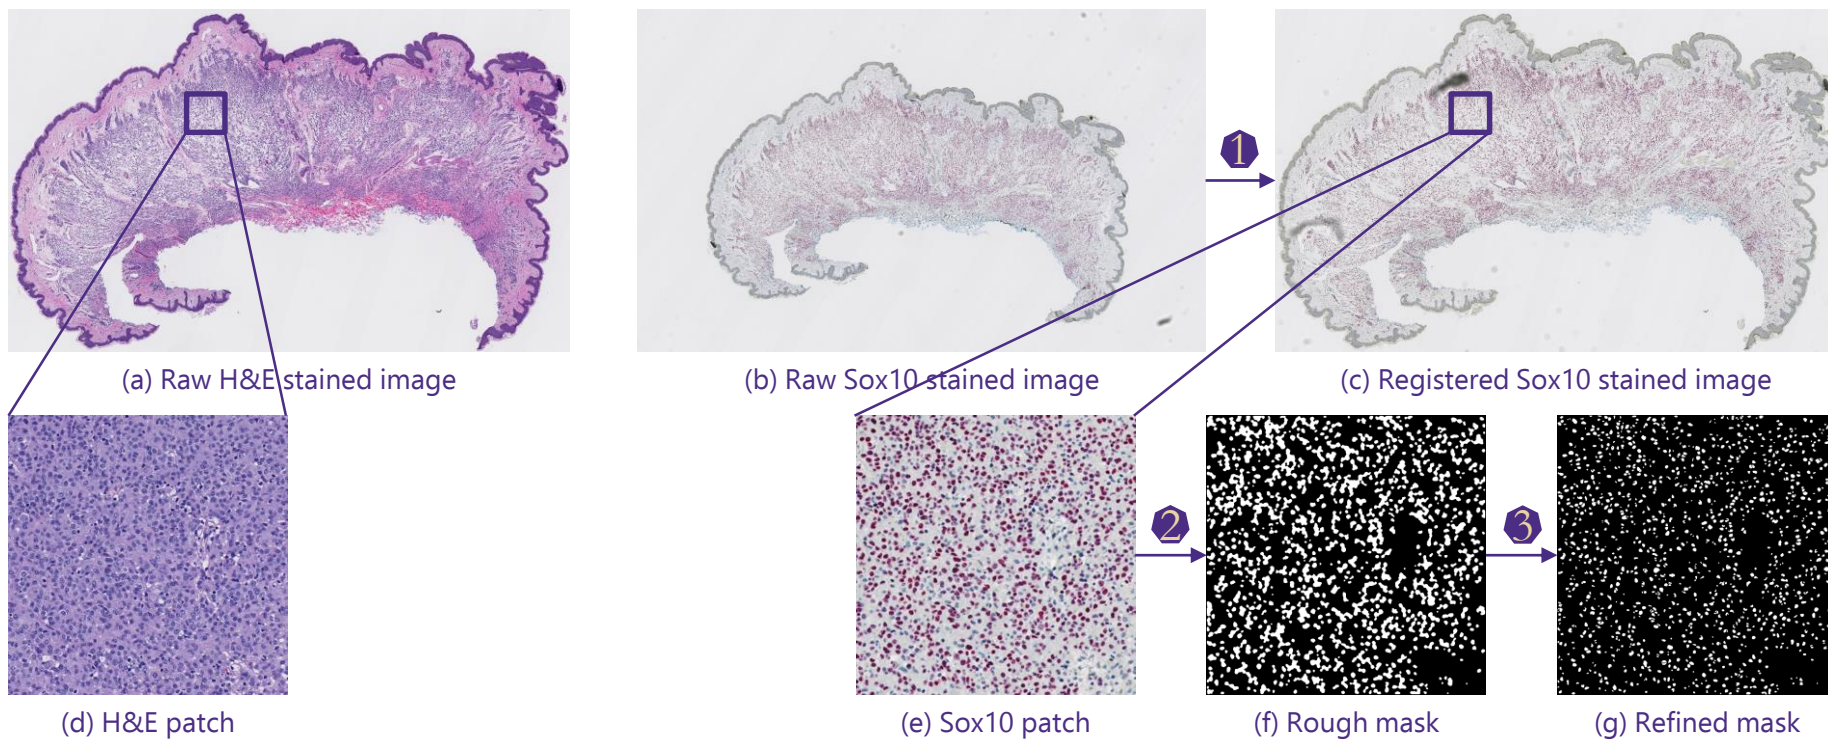 1
(a) Raw H&E stained image
(b) Raw Sox10 stained image
(c) Registered Sox10 stained image
2
3
(d) H&E patch
(e) Sox10 patch
(f) Rough mask
(g) Refined mask